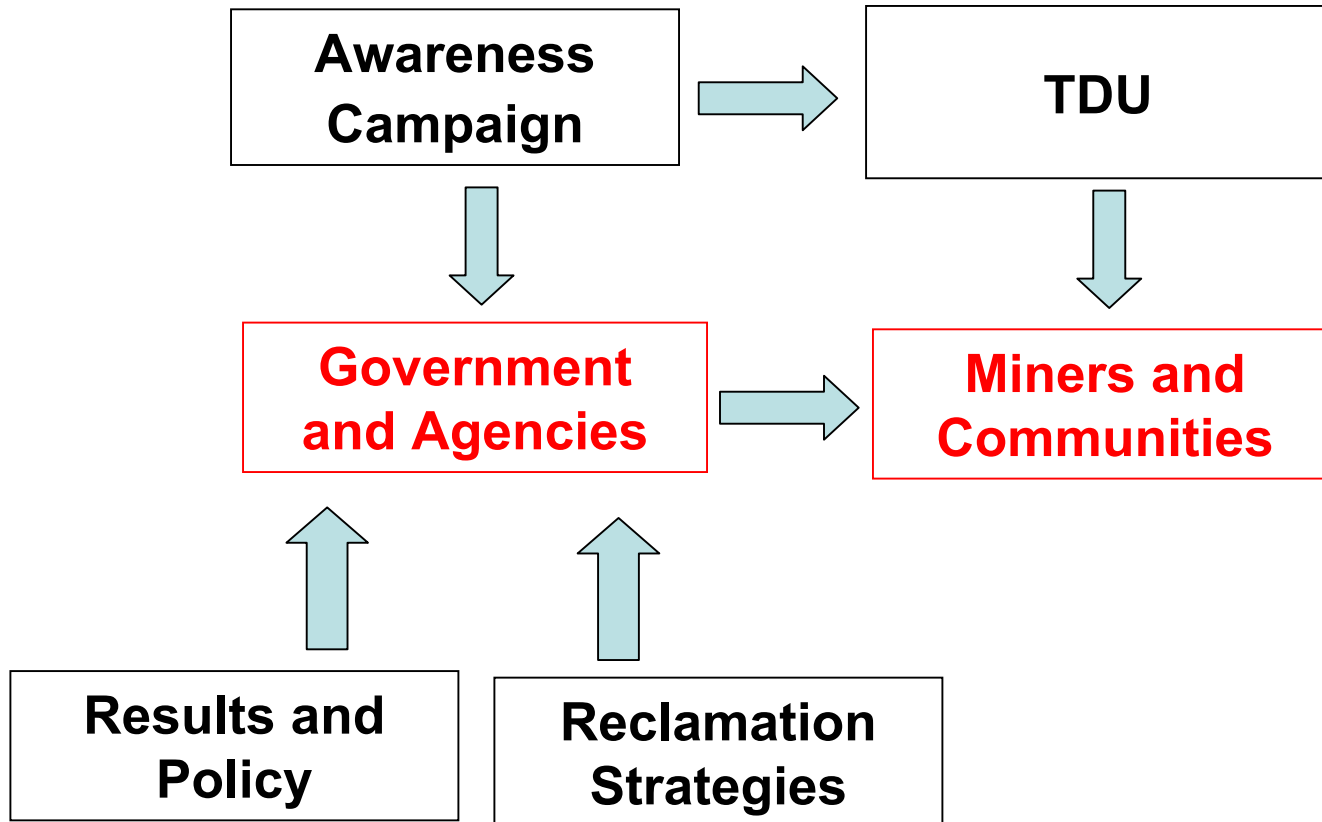 Awareness
Campaign
TDU
Government
and Agencies
Miners and
Communities
Results and
Policy
Reclamation
Strategies